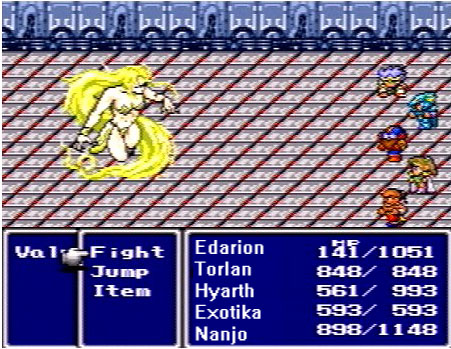 Val
Fight
Jump
Item
HP
Edarion 141/1051
Torlan 848/ 848
Hyarth 561/ 993
Exotika 593/ 593
Nanjo 898/1148